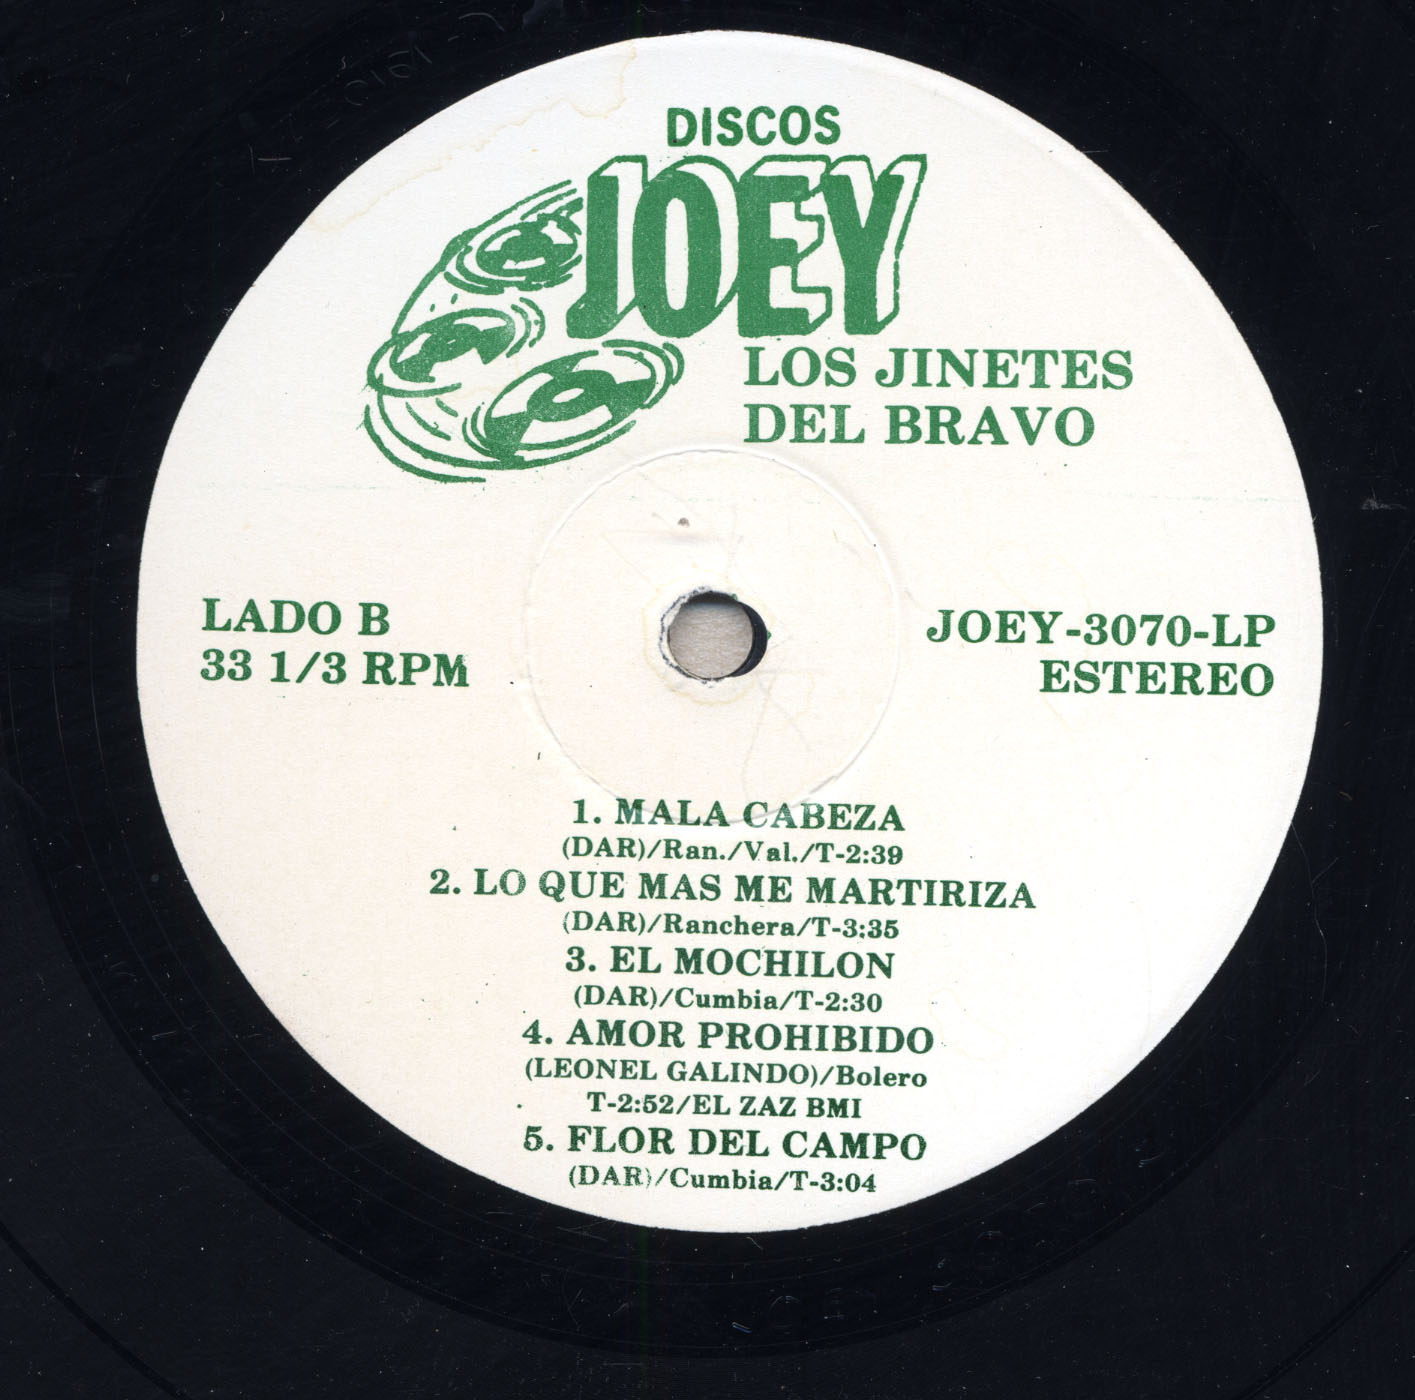 DISCOS
JOEY
LOS JINETES
DEL BRAVO
LADO B
33 1/3 RPM
JOEY-3070-LP
ESTEREO
1. MALA CABEZA
(DAR)/Ran./Val./T-2:39
2. LO QUE MAS ME MARTIRIZA
(DAR)/Ranchera/T-3:35
3. EL MOCHILON
(DAR)/Cumbia/T-2:30
4. AMOR PROHIBIDO
(LEONEL GALINDO)/Bolero
T-2:52/EL ZAZ BMI
5. FLOR DEL CAMPO
(DAR)/Cumbia/T-3:04